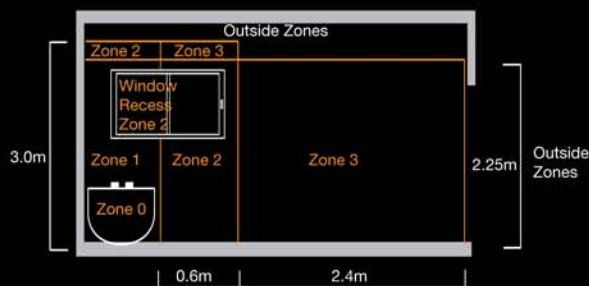 Outside Zones
Zone 2
Zone 3
Window
Recess
Zone 2
3.0m
Zone 1
Zone 2
Zone 3
2.25m
Outside
Zones
Zone 0
0.6m
2.4m